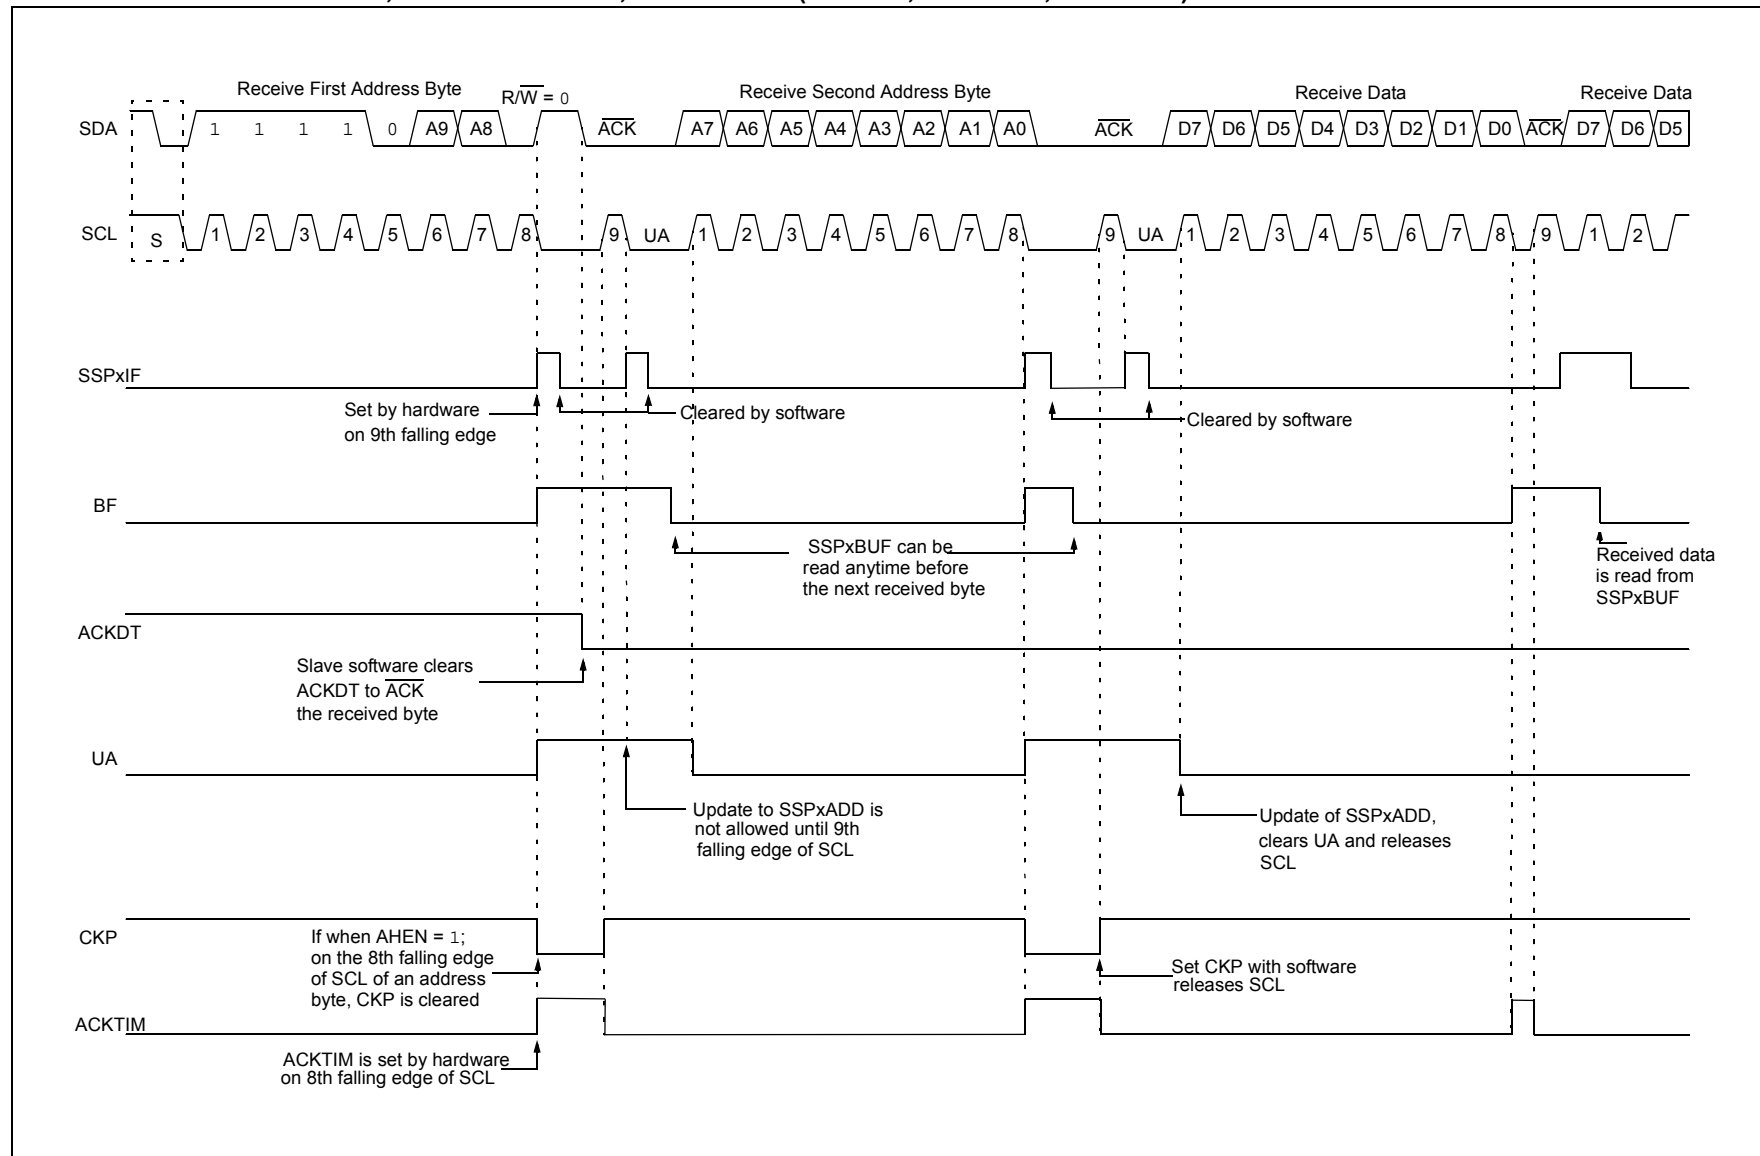 Receive First Address Byte
R/W = 0
Receive Second Address Byte
Receive Data
Receive Data
SDA
1 1 1 1 0 A9 A8
ACK
A7 A6 A5 A4 A3 A2 A1 A0
ACK
D7 D6 D5 D4 D3 D2 D1 D0
ACK
D7 D6 D5
SCL
S
1 2 3 4 5 6 7 8
9
UA
1 2 3 4 5 6 7 8
9
UA
1 2 3 4 5 6 7 8
9
1 2
SSPxIF
Set by hardware
on 9th falling edge
Cleared by software
Cleared by software
BF
SSPxBUF can be
read anytime before
the next received byte
Received data
is read from
SSPxBUF
ACKDT
Slave software clears
ACKDT to ACK
the received byte
UA
Update to SSPxADD is
not allowed until 9th
falling edge of SCL
Update of SSPxADD,
clears UA and releases
SCL
CKP
If when AHEN = 1;
on the 8th falling edge
of SCL of an address
byte, CKP is cleared
Set CKP with software
releases SCL
ACKTIM
ACKTIM is set by hardware
on 8th falling edge of SCL